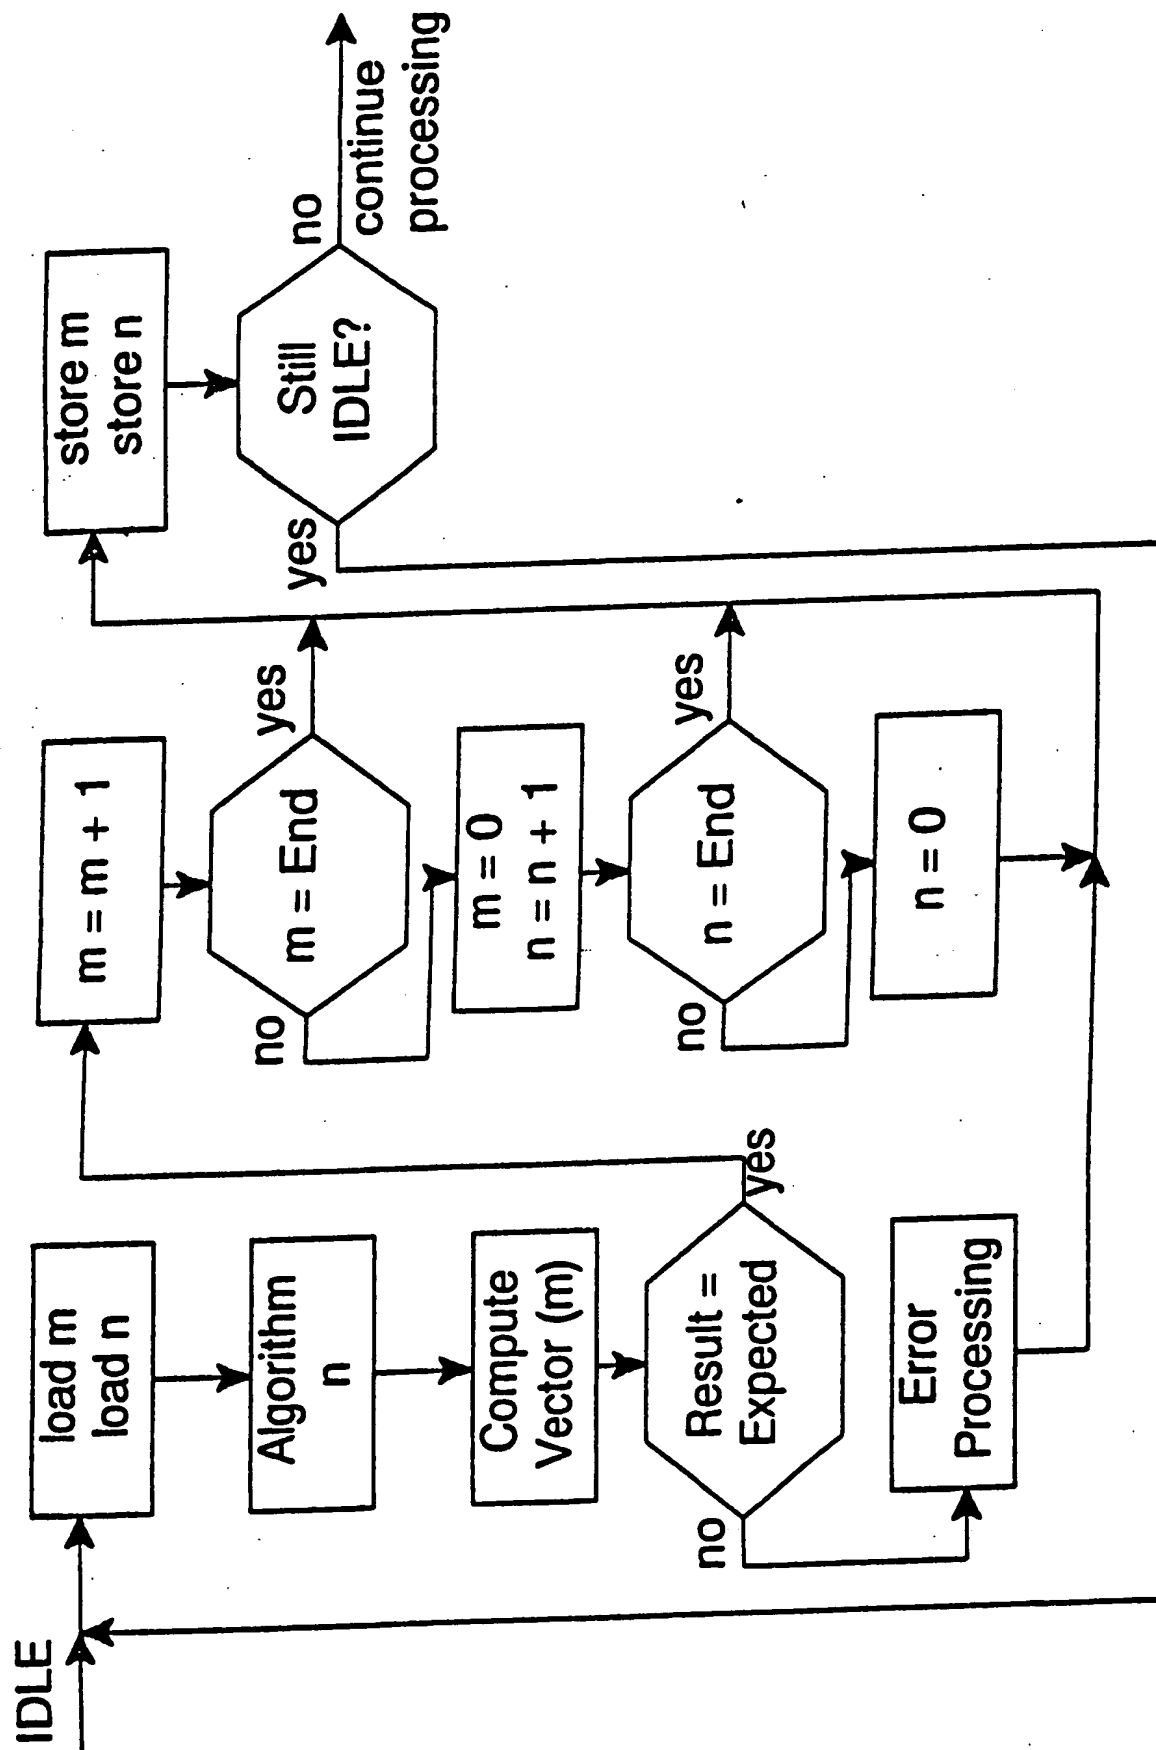 IDLE
load m
load n
Algorithm
n
Compute
Vector (m)
Result =
Expected
no
yes
Error
Processing
m = m + 1
m = End
no
yes
m = 0
n = n + 1
n = End
no
yes
n = 0
store m
store n
Still
IDLE?
yes
no
continue
processing